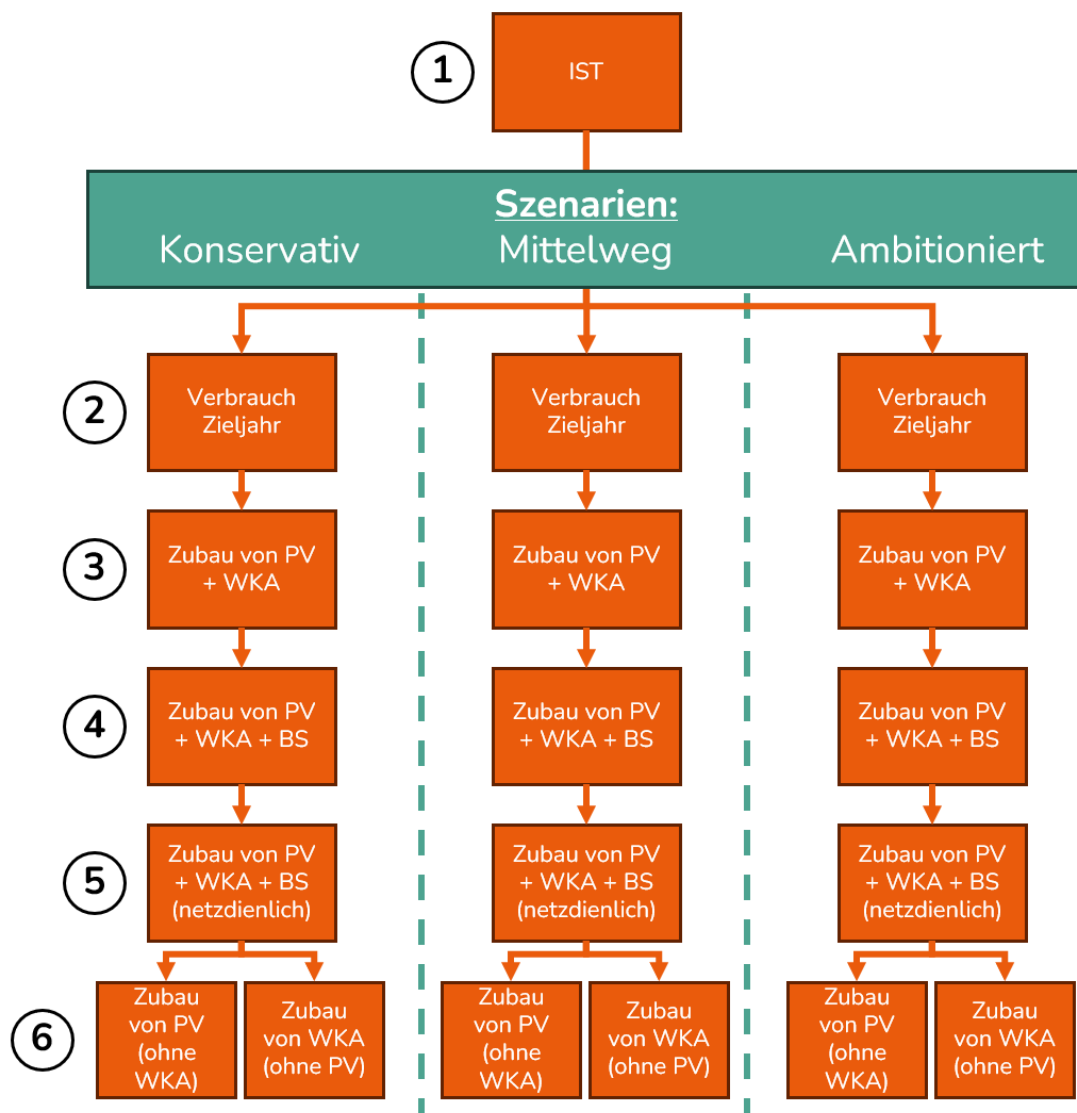 1
IST
Szenarien:
Konservativ Mittelweg Ambitioniert
2
Verbrauch
Zieljahr
Verbrauch
Zieljahr
Verbrauch
Zieljahr
3
Zubau von PV
+ WKA
Zubau von PV
+ WKA
Zubau von PV
+ WKA
4
Zubau von PV
+ WKA + BS
Zubau von PV
+ WKA + BS
Zubau von PV
+ WKA + BS
5
Zubau von PV
+ WKA + BS
(netzdienlich)
Zubau von PV
+ WKA + BS
(netzdienlich)
Zubau von PV
+ WKA + BS
(netzdienlich)
6
Zubau
von PV
(ohne
WKA)
Zubau
von WKA
(ohne PV)
Zubau
von PV
(ohne
WKA)
Zubau
von WKA
(ohne PV)
Zubau
von PV
(ohne
WKA)
Zubau
von WKA
(ohne PV)